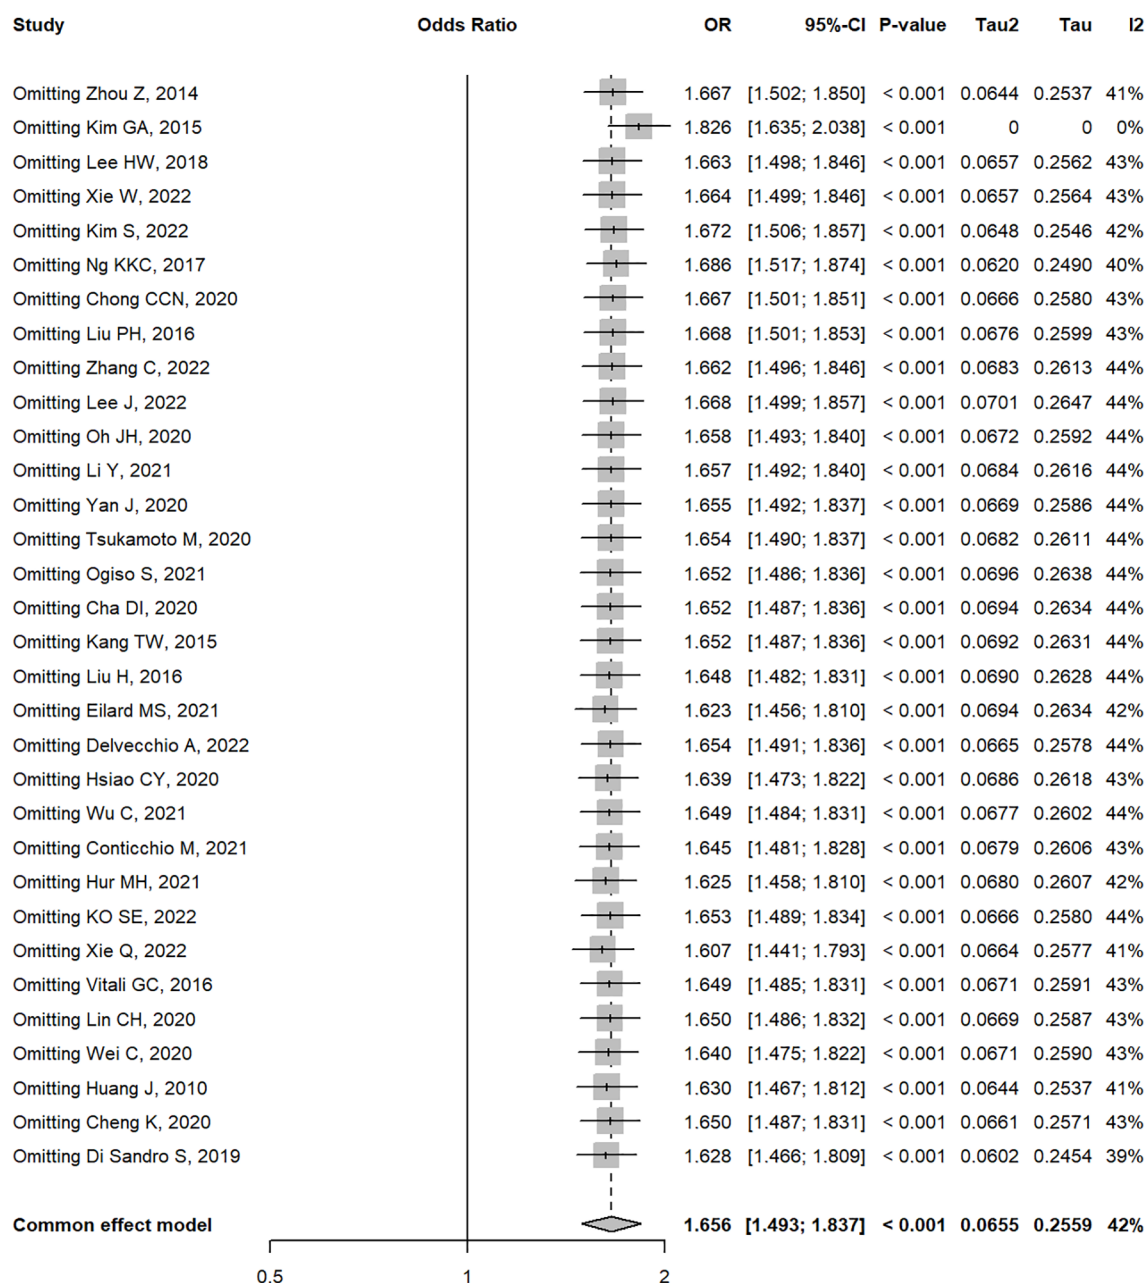 Study Odds Ratio OR 95%-CI P-value Tau2 Tau I2
Omitting Zhou Z, 2014 1.667 [1.502; 1.850] < 0.001 0.0644 0.2537 41%
Omitting Kim GA, 2015 1.826 [1.635; 2.038] < 0.001 0 0 0%
Omitting Lee HW, 2018 1.663 [1.498; 1.846] < 0.001 0.0657 0.2562 43%
Omitting Xie W, 2022 1.664 [1.499; 1.846] < 0.001 0.0657 0.2564 43%
Omitting Kim S, 2022 1.672 [1.506; 1.857] < 0.001 0.0648 0.2546 42%
Omitting Ng KKC, 2017 1.686 [1.517; 1.874] < 0.001 0.0620 0.2490 40%
Omitting Chong CCN, 2020 1.667 [1.501; 1.851] < 0.001 0.0666 0.2580 43%
Omitting Liu PH, 2016 1.668 [1.501; 1.853] < 0.001 0.0676 0.2599 43%
Omitting Zhang C, 2022 1.662 [1.496; 1.846] < 0.001 0.0683 0.2613 44%
Omitting Lee J, 2022 1.668 [1.499; 1.857] < 0.001 0.0701 0.2647 44%
Omitting Oh JH, 2020 1.658 [1.493; 1.840] < 0.001 0.0672 0.2592 44%
Omitting Li Y, 2021 1.657 [1.492; 1.840] < 0.001 0.0684 0.2616 44%
Omitting Yan J, 2020 1.655 [1.492; 1.837] < 0.001 0.0669 0.2586 44%
Omitting Tsukamoto M, 2020 1.654 [1.490; 1.837] < 0.001 0.0682 0.2611 44%
Omitting Ogiso S, 2021 1.652 [1.486; 1.836] < 0.001 0.0696 0.2638 44%
Omitting Cha DI, 2020 1.652 [1.487; 1.836] < 0.001 0.0694 0.2634 44%
Omitting Kang TW, 2015 1.652 [1.487; 1.836] < 0.001 0.0692 0.2631 44%
Omitting Liu H, 2016 1.648 [1.482; 1.831] < 0.001 0.0690 0.2628 44%
Omitting Eilard MS, 2021 1.623 [1.456; 1.810] < 0.001 0.0694 0.2634 42%
Omitting Delvecchio A, 2022 1.654 [1.491; 1.836] < 0.001 0.0665 0.2578 44%
Omitting Hsiao CY, 2020 1.639 [1.473; 1.822] < 0.001 0.0686 0.2618 43%
Omitting Wu C, 2021 1.649 [1.484; 1.831] < 0.001 0.0677 0.2602 44%
Omitting Conticchio M, 2021 1.645 [1.481; 1.828] < 0.001 0.0679 0.2606 43%
Omitting Hur MH, 2021 1.625 [1.458; 1.810] < 0.001 0.0680 0.2607 42%
Omitting KO SE, 2022 1.653 [1.489; 1.834] < 0.001 0.0666 0.2580 44%
Omitting Xie Q, 2022 1.607 [1.441; 1.793] < 0.001 0.0664 0.2577 41%
Omitting Vitali GC, 2016 1.649 [1.485; 1.831] < 0.001 0.0671 0.2591 43%
Omitting Lin CH, 2020 1.650 [1.486; 1.832] < 0.001 0.0669 0.2587 43%
Omitting Wei C, 2020 1.640 [1.475; 1.822] < 0.001 0.0671 0.2590 43%
Omitting Huang J, 2010 1.630 [1.467; 1.812] < 0.001 0.0644 0.2537 41%
Omitting Cheng K, 2020 1.650 [1.487; 1.831] < 0.001 0.0661 0.2571 43%
Omitting Di Sandro S, 2019 1.628 [1.466; 1.809] < 0.001 0.0602 0.2454 39%
Common effect model 1.656 [1.493; 1.837] < 0.001 0.0655 0.2559 42%
0.5 1 2